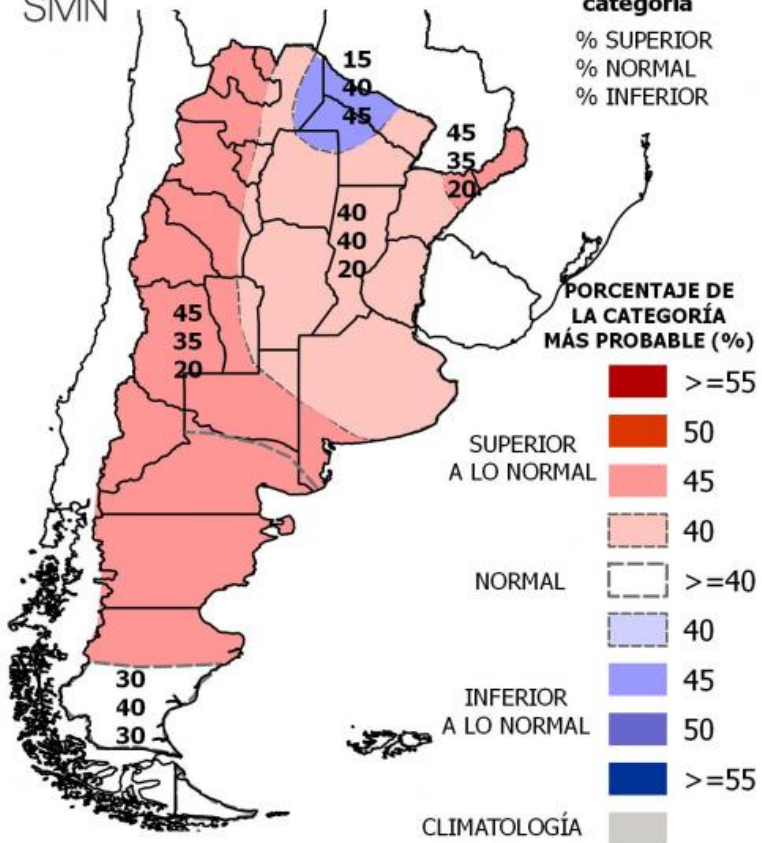 SMN
categoría
% SUPERIOR
% NORMAL
% INFERIOR
15
40
45
45
35
20
40
40
20
45
35
20
30
40
30
PORCENTAJE DE
LA CATEGORÍA
MÁS PROBABLE (%)
SUPERIOR
A LO NORMAL
>=55
50
45
40
NORMAL
>=40
INFERIOR
A LO NORMAL
40
45
50
>=55
CLIMATOLOGÍA